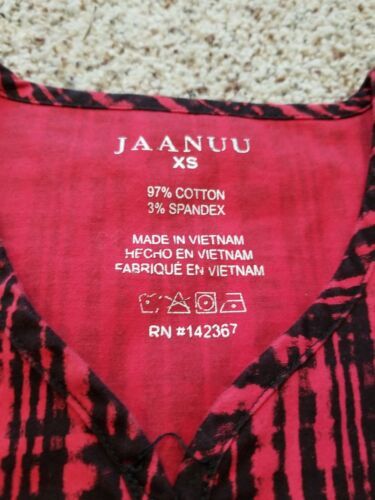 JAANUU
XS
97% COTTON
3% SPANDEX
MADE IN VIETNAM
HECHO EN VIETNAM
FABRIQUÉ EN VIETNAM
RN #142367